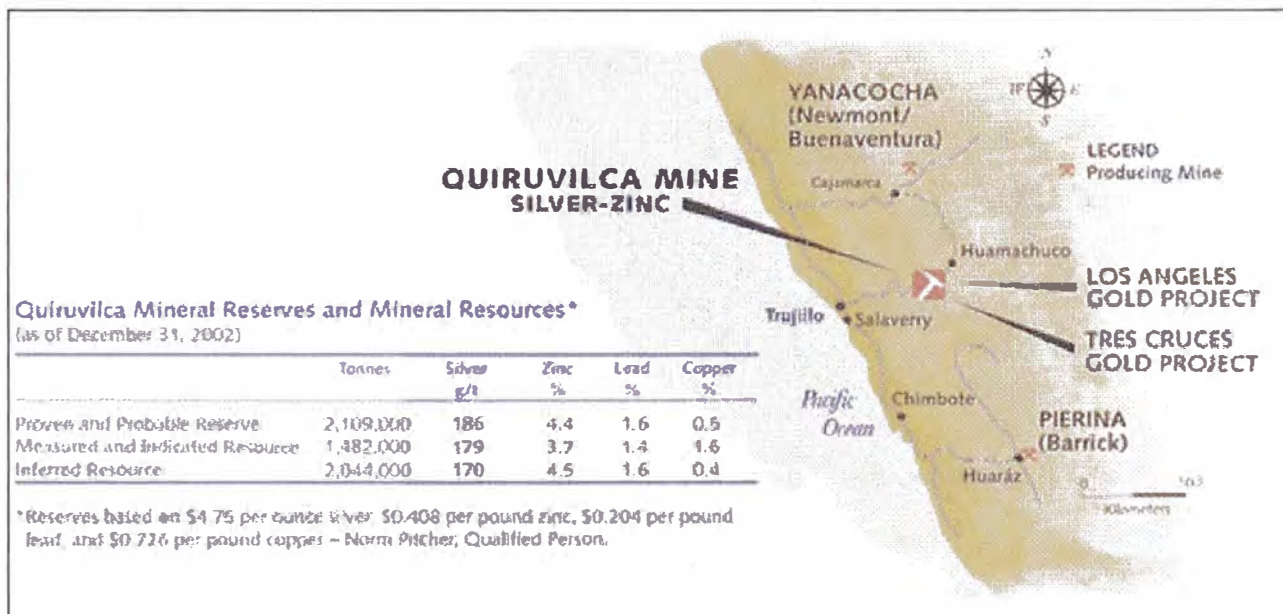 N
W E
S
YANACOCHA
(Newmont/
Buenaventura)
LEGEND
Producing Mine
Cajamarca
QUIRUVILCA MINE
SILVER-ZINC
Huamachuco
LOS ANGELES
GOLD PROJECT
Trujillo
Salaverry
TRES CRUCES
GOLD PROJECT
Pacific
Ocean
Chimbote
PIERINA
(Barrick)
Huaráz
0
Kilometers
Quiruvilca Mineral Reserves and Mineral Resources*
(as of December 31, 2002)
Tonnes Silver Zinc Lead Copper
g/t % % %
Proven and Probable Reserve 2,109,000 186 4.4 1.6 0.5
Measured and Indicated Resource 1,482,000 179 3.7 1.4 1.6
Inferred Resource 2,044,000 170 4.5 1.6 0.4
*Reserves based on $4.75 per ounce silver, $0.408 per pound zinc, $0.204 per pound
lead, and $0.726 per pound copper – Norm Pitcher, Qualified Person.